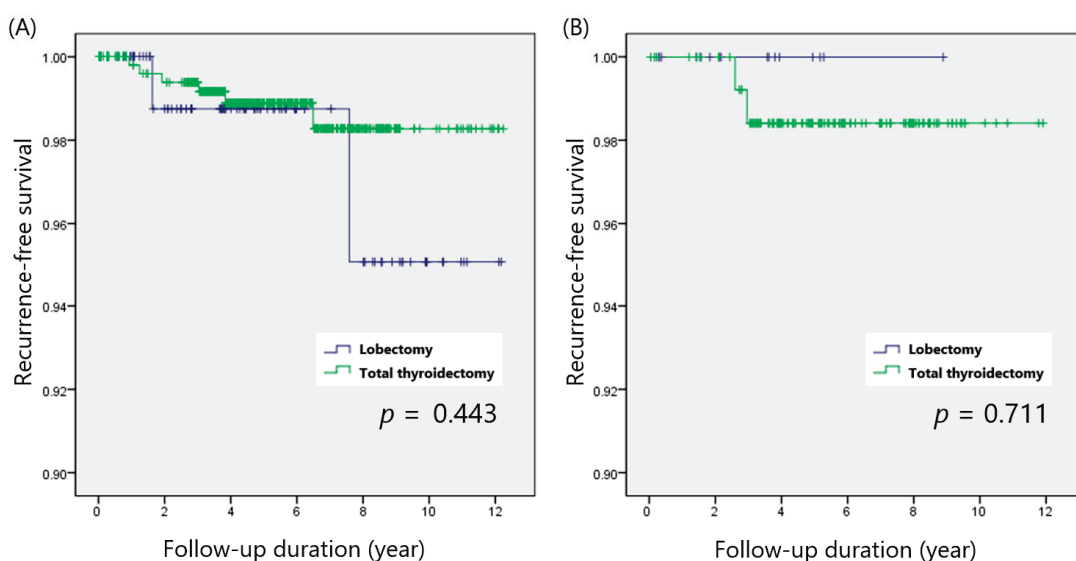 (A)
Recurrence-free survival
1.00
0.98
0.96
0.94
0.92
0.90
Lobectomy
Total thyroidectomy
p = 0.443
0 2 4 6 8 10 12
Follow-up duration (year)
(B)
Recurrence-free survival
1.00
0.98
0.96
0.94
0.92
0.90
Lobectomy
Total thyroidectomy
p = 0.711
0 2 4 6 8 10 12
Follow-up duration (year)